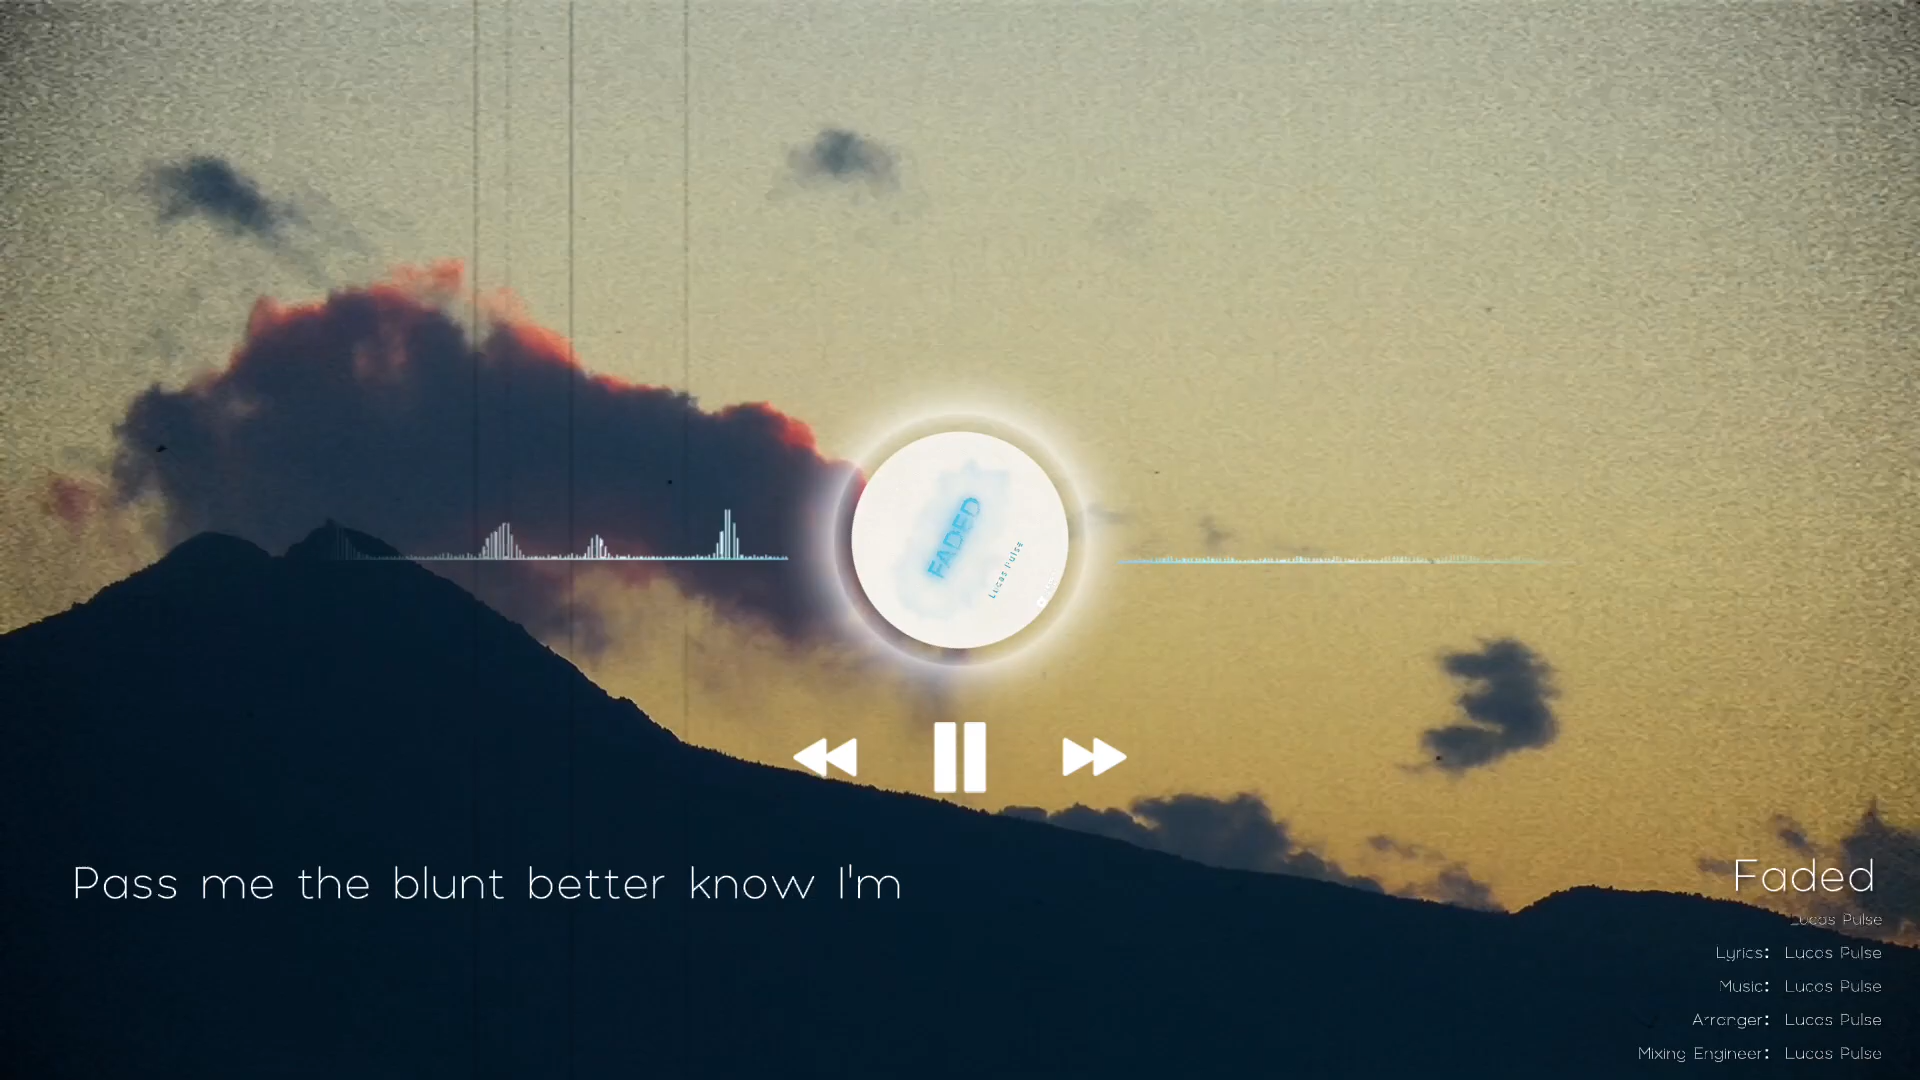 FADED
Lucas Pulse
Pass me the blunt better know I'm
Faded
Lucas Pulse
Lyrics: Lucas Pulse
Music: Lucas Pulse
Arranger: Lucas Pulse
Mixing Engineer: Lucas Pulse